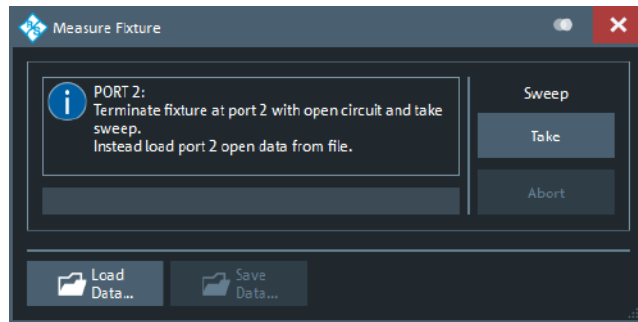 Measure Fixture
PORT 2:
Terminate fixture at port 2 with open circuit and take
sweep.
Instead load port 2 open data from file.
Sweep
Take
Abort
Load
Data...
Save
Data...